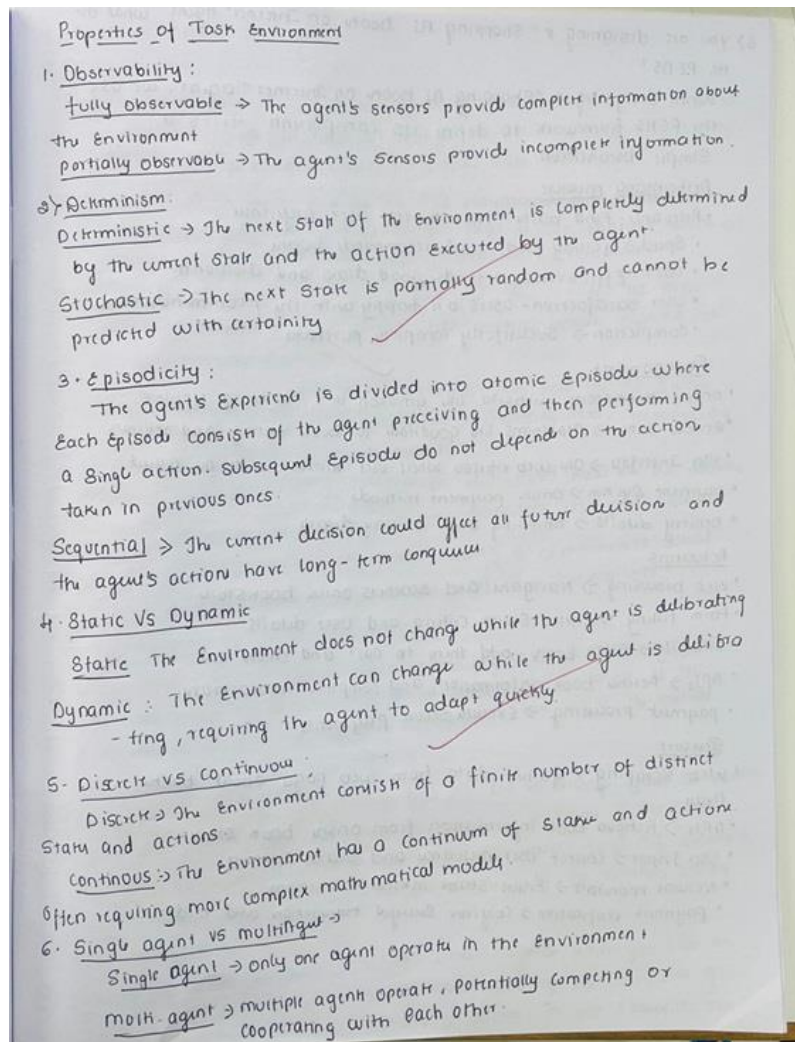 Properties of Task Environment
1. Observability :
fully observable → The agent's sensors provide complete information about
the Environment
partially observable → The agent's sensors provide incomplete information.
2) Determinism:
Deterministic → The next state of the Environment is completely determined
by the current state and the action executed by the agent.
Stochastic → The next state is partially random and cannot be
predicted with certainity
3. Episodicity :
The agent's Experience is divided into atomic Episodes where
Each Episode consists of the agent preceiving and then performing
a single action. Subsequent Episodes do not depend on the action
taken in previous ones.
Sequential → The current decision could affect all future decision and
the agent's action have long-term
4. Static Vs Dynamic
Static The Environment does not change while the agent is delibrating
Dynamic : The Environment can change while the agent is delibra
- ting, requiring the agent to adapt quickly.
5- Discrete vs continuous :
Discrete → The Environment consists of a finite number of distinct
states and actions
continous :→ The Environment has a continuum of states and actions
Often requiring more complex mathematical models.
6. Single agent vs multiagent →
Single agent → only one agent operates in the Environment
multi-agent → multiple agents operate, potentially competing or
cooperating with each other.